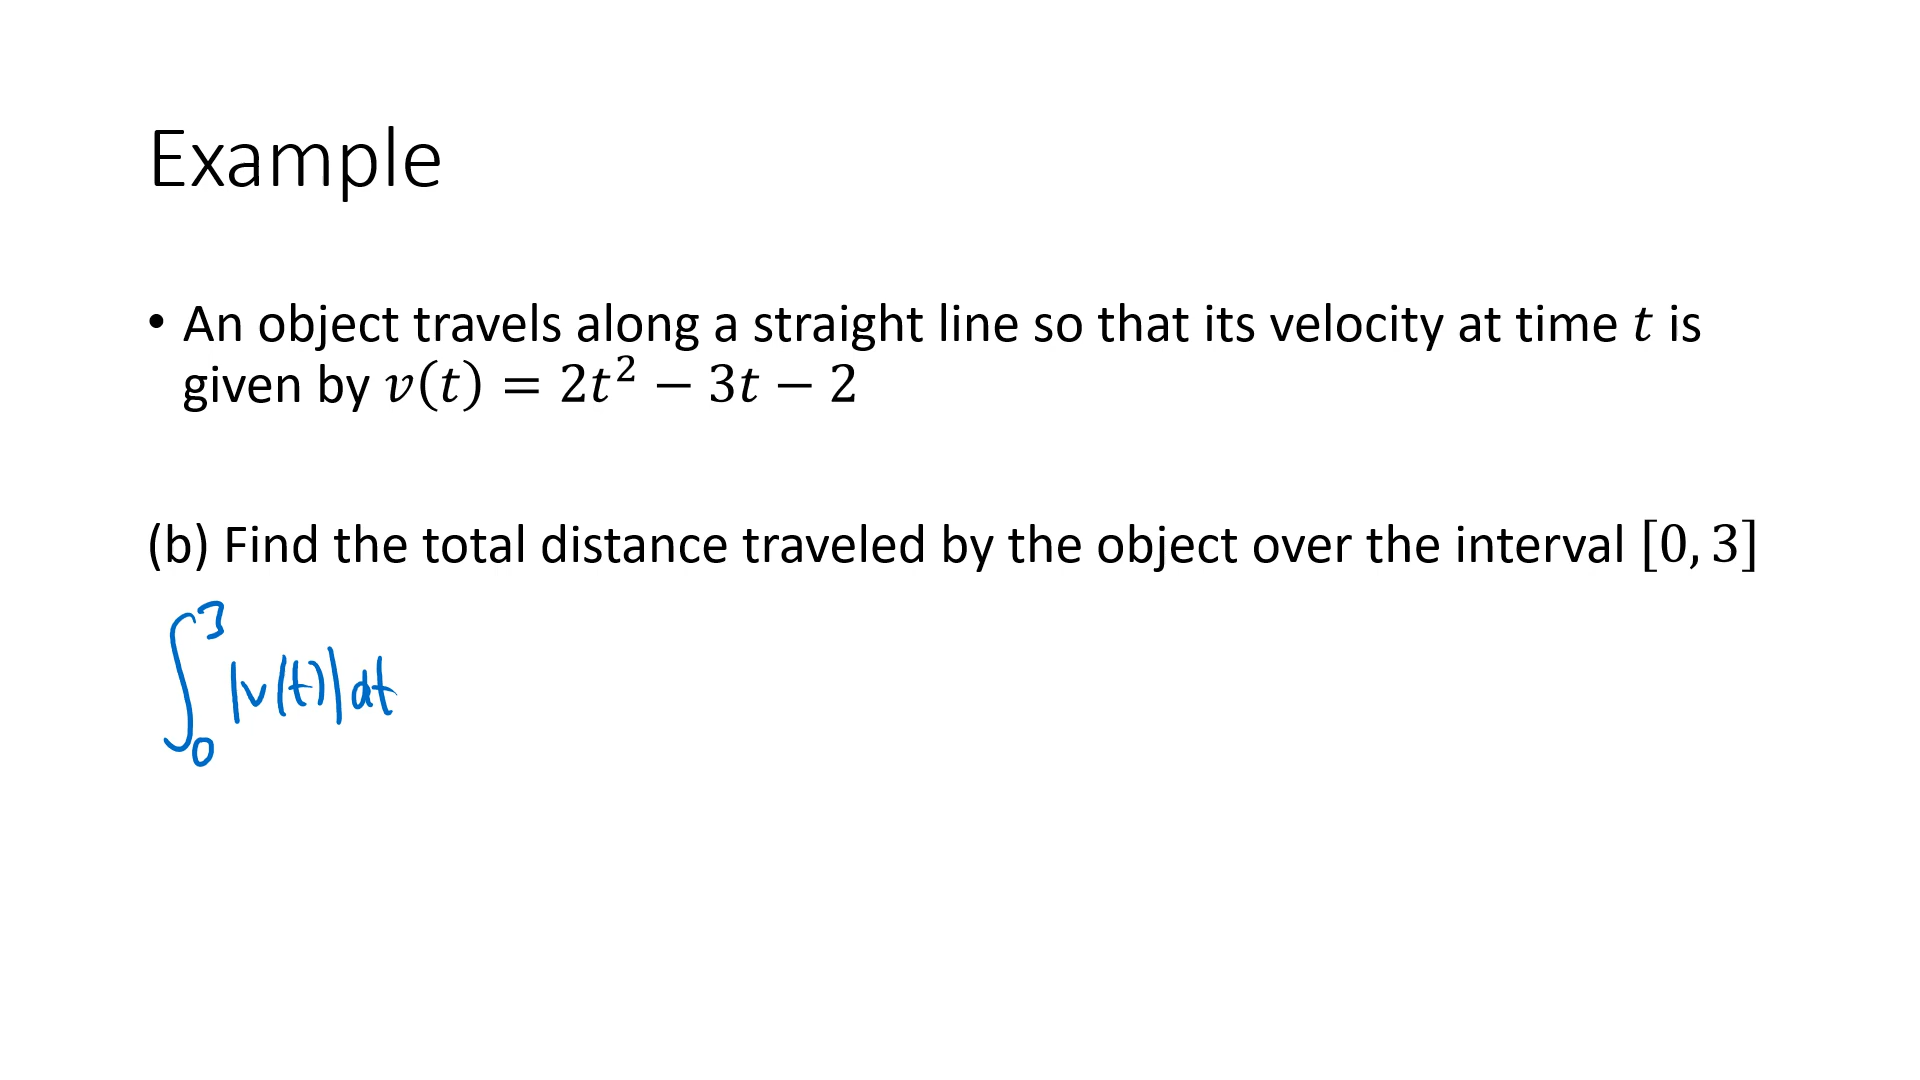 Example
• An object travels along a straight line so that its velocity at time t is
given by v(t) = 2t² − 3t − 2
(b) Find the total distance traveled by the object over the interval [0, 3]
∫₀³ |v(t)| dt